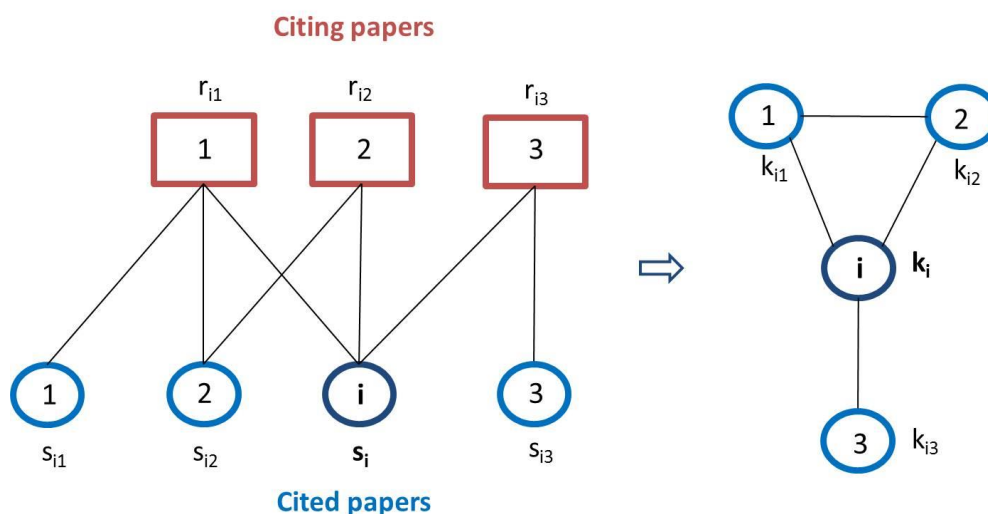 Citing papers
r_i1 r_i2 r_i3
1 2 3
1 2 i 3
s_i1 s_i2 s_i s_i3
Cited papers
1 2
k_i1 k_i2
i k_i
3 k_i3